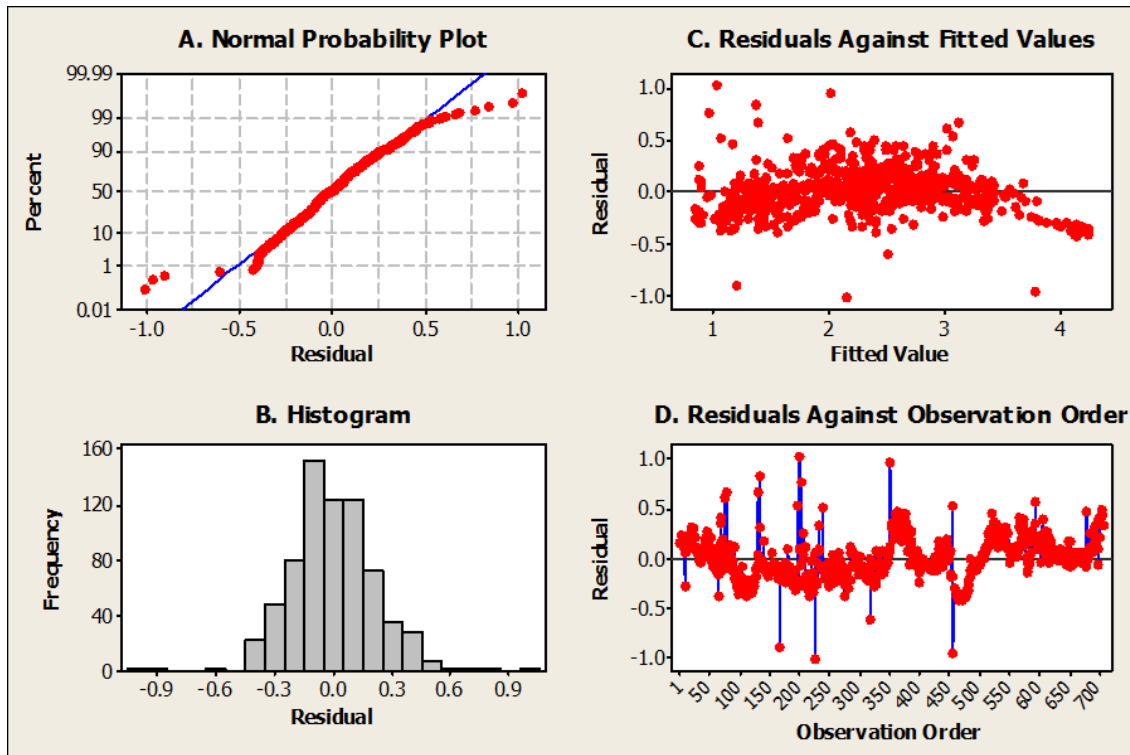 A. Normal Probability Plot
99.99
99
90
50
10
1
0.01
Percent
-1.0 -0.5 0.0 0.5 1.0
Residual
C. Residuals Against Fitted Values
1.0
0.5
0.0
-0.5
-1.0
Residual
1 2 3 4
Fitted Value
B. Histogram
160
120
80
40
0
Frequency
-0.9 -0.6 -0.3 0.0 0.3 0.6 0.9
Residual
D. Residuals Against Observation Order
1.0
0.5
0.0
-0.5
-1.0
Residual
1 50 100 150 200 250 300 350 400 450 500 550 600 650 700
Observation Order